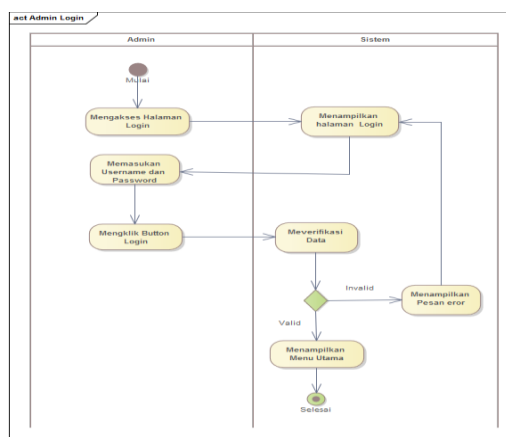 act Admin Login
Admin
Sistem
Mulai
Mengakses Halaman
Login
Menampilkan
halaman Login
Memasukan
Username dan
Password
Mengklik Button
Login
Meverifikasi
Data
Invalid
Menampilkan
Pesan eror
Valid
Menampilkan
Menu Utama
Selesai